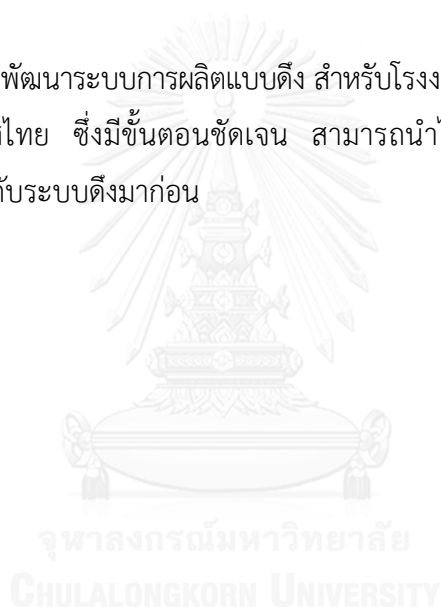 พัฒนาระบบการผลิตแบบดึง สำหรับโรงง
ไทย ซึ่งมีขั้นตอนชัดเจน สามารถนำ
กับระบบดึงมาก่อน
จุฬาลงกรณ์มหาวิทยาลัย
CHULALONGKORN UNIVERSITY